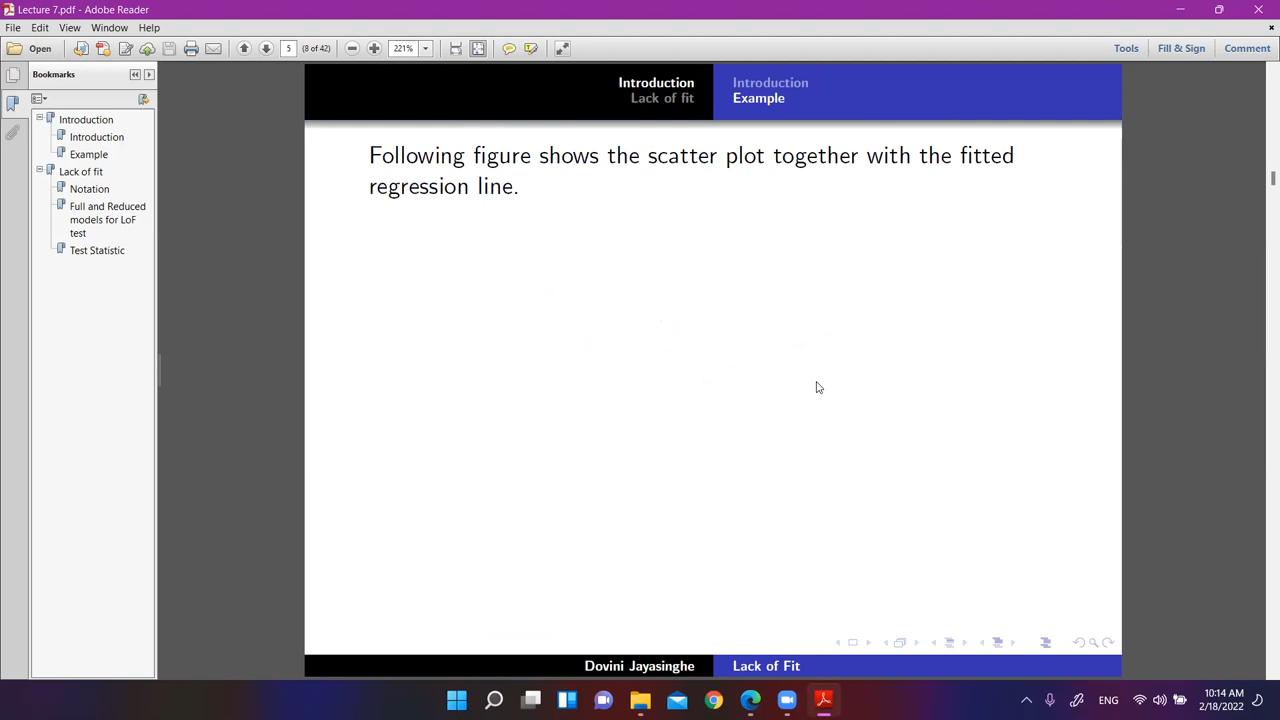 Lecture 7.pdf - Adobe Reader
File Edit View Window Help
Open 5 (8 of 42) 221% Tools Fill & Sign Comment
Bookmarks
Introduction
Introduction
Example
Lack of fit
Notation
Full and Reduced
models for LoF
test
Test Statistic
Introduction
Lack of fit
Introduction
Example
Following figure shows the scatter plot together with the fitted
regression line.
Dovini Jayasinghe Lack of Fit
ENG
10:14 AM
2/18/2022